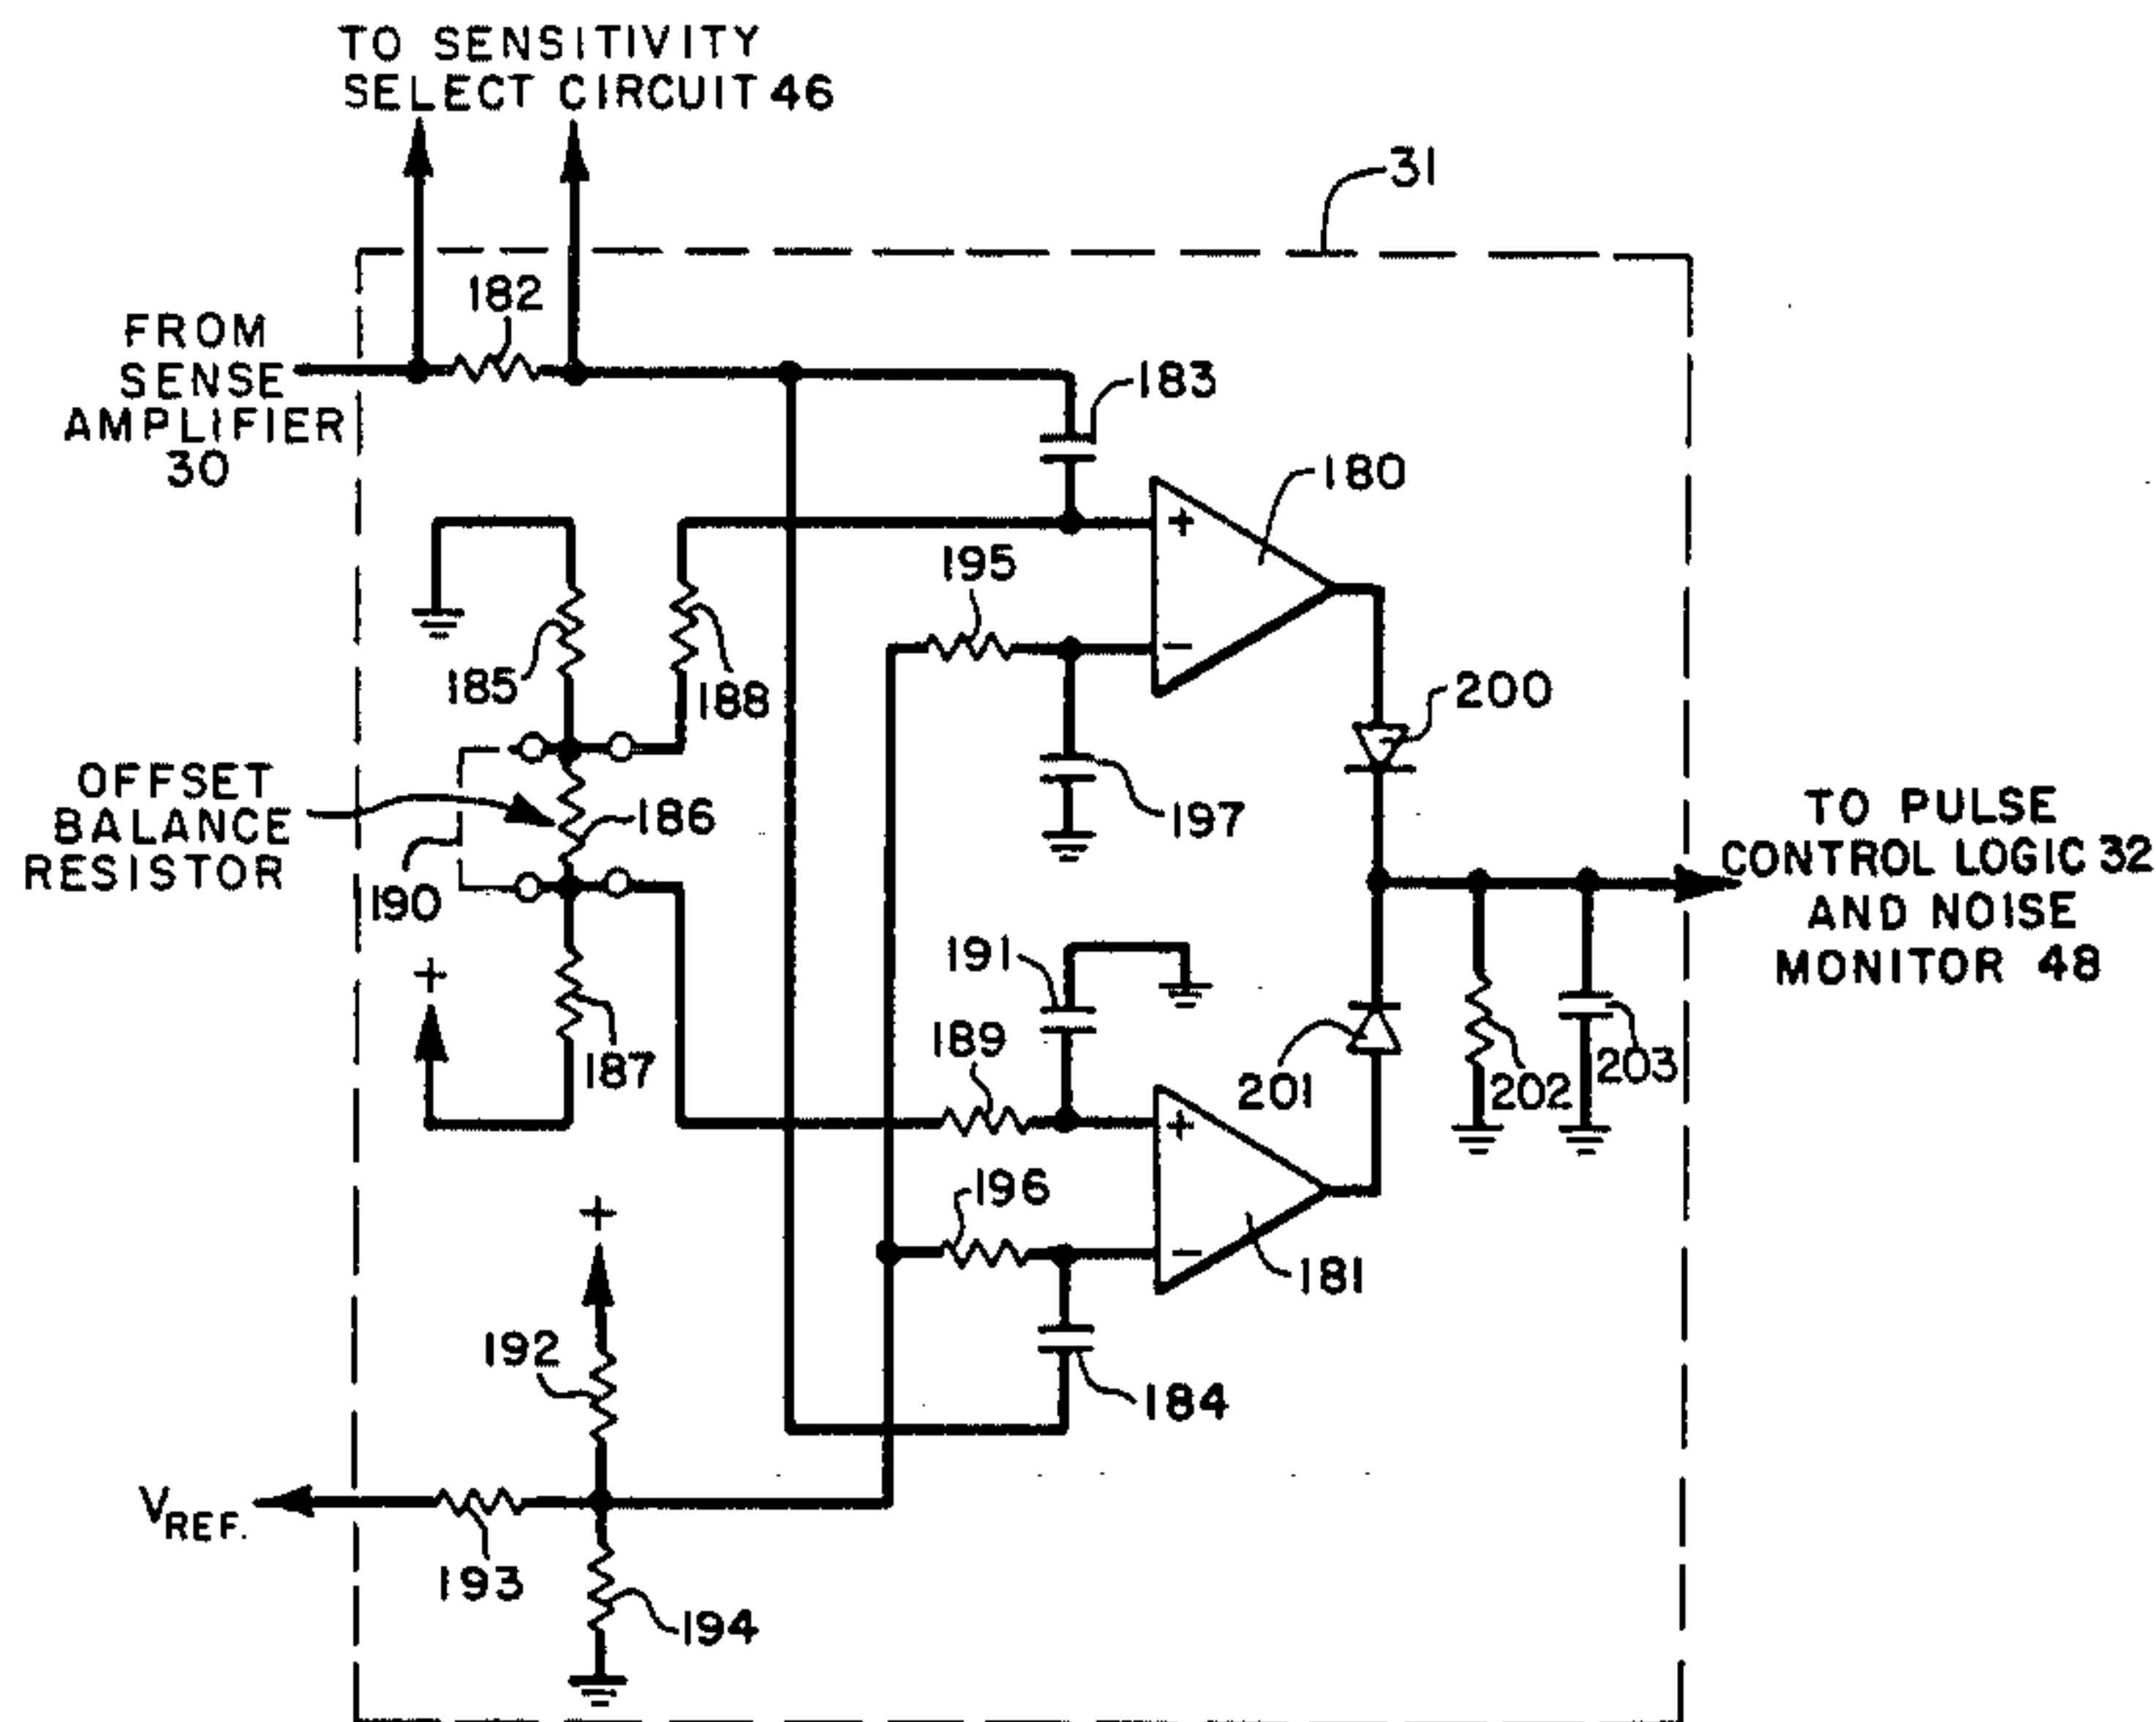 TO SENSITIVITY
SELECT CIRCUIT 46
31
182
FROM
SENSE
AMPLIFIER
30
183
180
+
195
−
185
188
200
OFFSET
BALANCE
RESISTOR
186
197
190
TO PULSE
CONTROL LOGIC 32
AND NOISE
MONITOR 48
191
+
189
187
201
202
203
+
196
−
+
181
192
184
VREF.
193
194